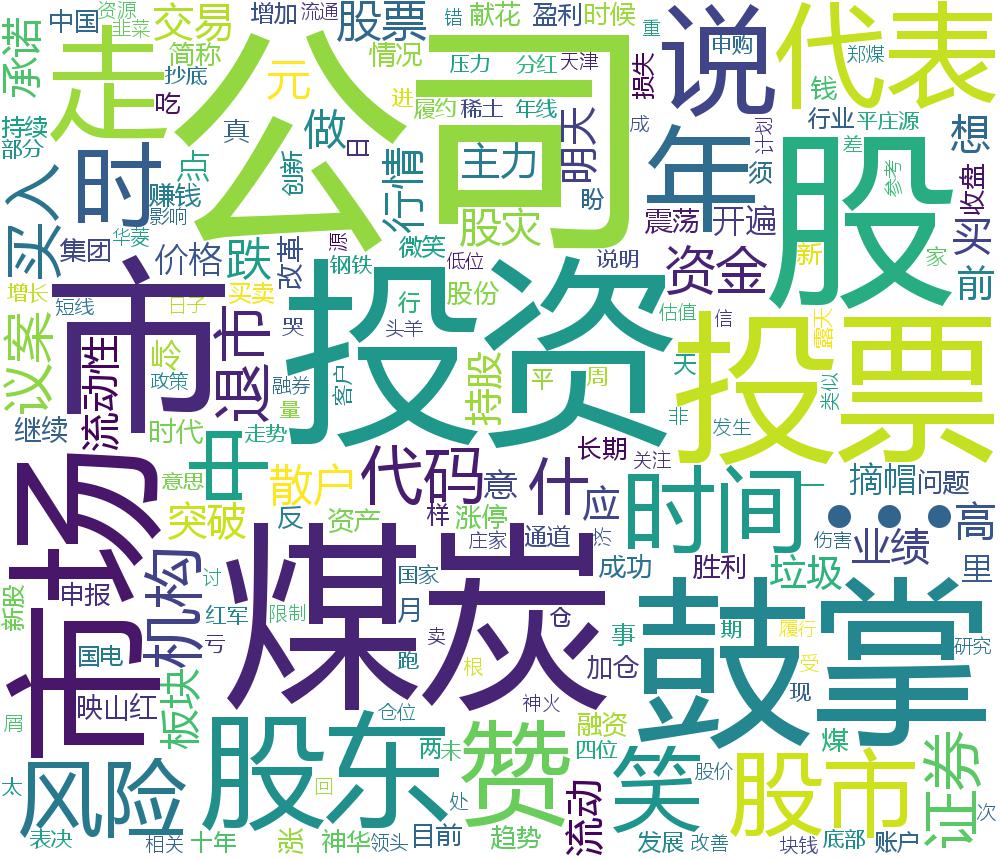 中国
资源
韭菜
交易
增加
流通
股票
错
献花
盈利
时候
重
申购
郑煤
代表
承诺
走
公司
简称
抄底
吃
元
情况
压力
分红
天津
损失
说
钱
进
履约
稀土
年线
持续
部分
真
做
日
成
计划
行业
平庄源
想
时
点
创新
行情
主力
明天
年
股
差
参考
收盘
须
盼
赚钱
影响
买入
集团
华菱
价格
跌
改革
源
微笑
股灾
低位
说明
震荡
开遍
资金
新
家
买
前
钢铁
增长
短线
市
日子
买卖
哭
行
股份
投资
估值
信
投票
露天
类似
议案
流动性
岭
政策
退市
融券
量
头羊
客户
持股
平
周
天
非
发生
继续
时代
中
走势
意思
散户
代码
意
什
长期
关注
应
时间
一
摘帽
问题
•••
高
市场
突破
反
资产
样
涨停
庄家
通道
成功
胜利
垃圾
伤害
业绩
里
新股
申报
机构
讨
红军
亏
限制
煤炭
国家
月
卖
跑
根
仓
神火
事
加仓
鼓掌
期
履行
受
现
研究
国电
映山红
板块
屑
股东
仓位
两
未
赞
融资
四位
笑
股价
煤
股市
证券
风险
太
回
处
流动
次
表决
相关
十年
涨
神华
领头
目前
趋势
发展
改善
块钱
底部
账户